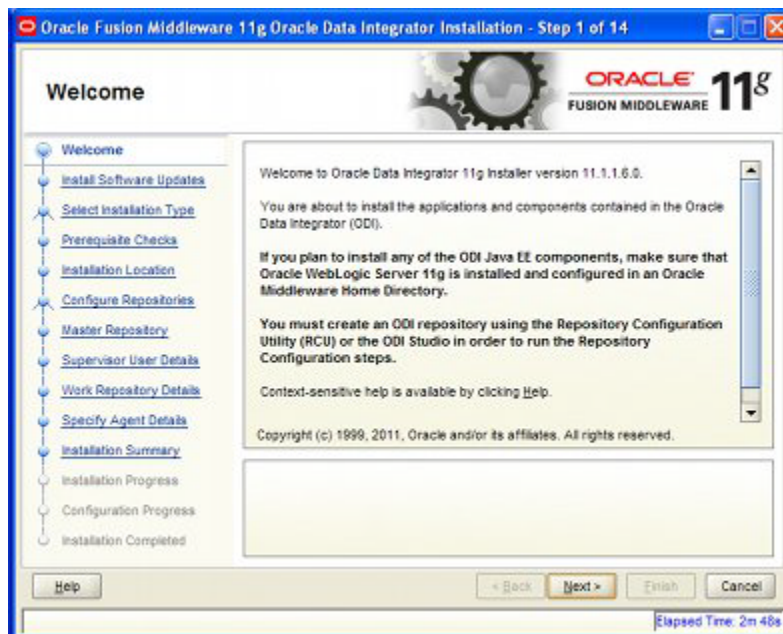 Oracle Fusion Middleware 11g Oracle Data Integrator Installation - Step 1 of 14
Welcome
ORACLE
FUSION MIDDLEWARE
11g
Welcome
Install Software Updates
Select Installation Type
Prerequisite Checks
Installation Location
Configure Repositories
Master Repository
Supervisor User Details
Work Repository Details
Specify Agent Details
Installation Summary
Installation Progress
Configuration Progress
Installation Completed
Welcome to Oracle Data Integrator 11g Installer version 11.1.1.6.0.
You are about to install the applications and components contained in the Oracle
Data Integrator (ODI).
If you plan to install any of the ODI Java EE components, make sure that
Oracle WebLogic Server 11g is installed and configured in an Oracle
Middleware Home Directory.
You must create an ODI repository using the Repository Configuration
Utility (RCU) or the ODI Studio in order to run the Repository
Configuration steps.
Context-sensitive help is available by clicking Help.
Copyright (c) 1999, 2011, Oracle and/or its affiliates. All rights reserved.
Help
< Back
Next >
Finish
Cancel
Elapsed Time: 2m 48s